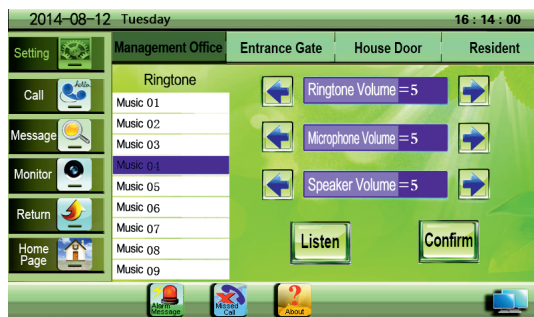 2014-08-12 Tuesday 16 : 14 : 00
Setting
Management Office
Entrance Gate
House Door
Resident
Call
hello
Message
Monitor
Return
Home
Page
Ringtone
Music 01
Music 02
Music 03
Music 04
Music 05
Music 06
Music 07
Music 08
Music 09
Ringtone Volume =5
Microphone Volume =5
Speaker Volume =5
Listen
Confirm
Alarm
Message
Missed
Call
?
About